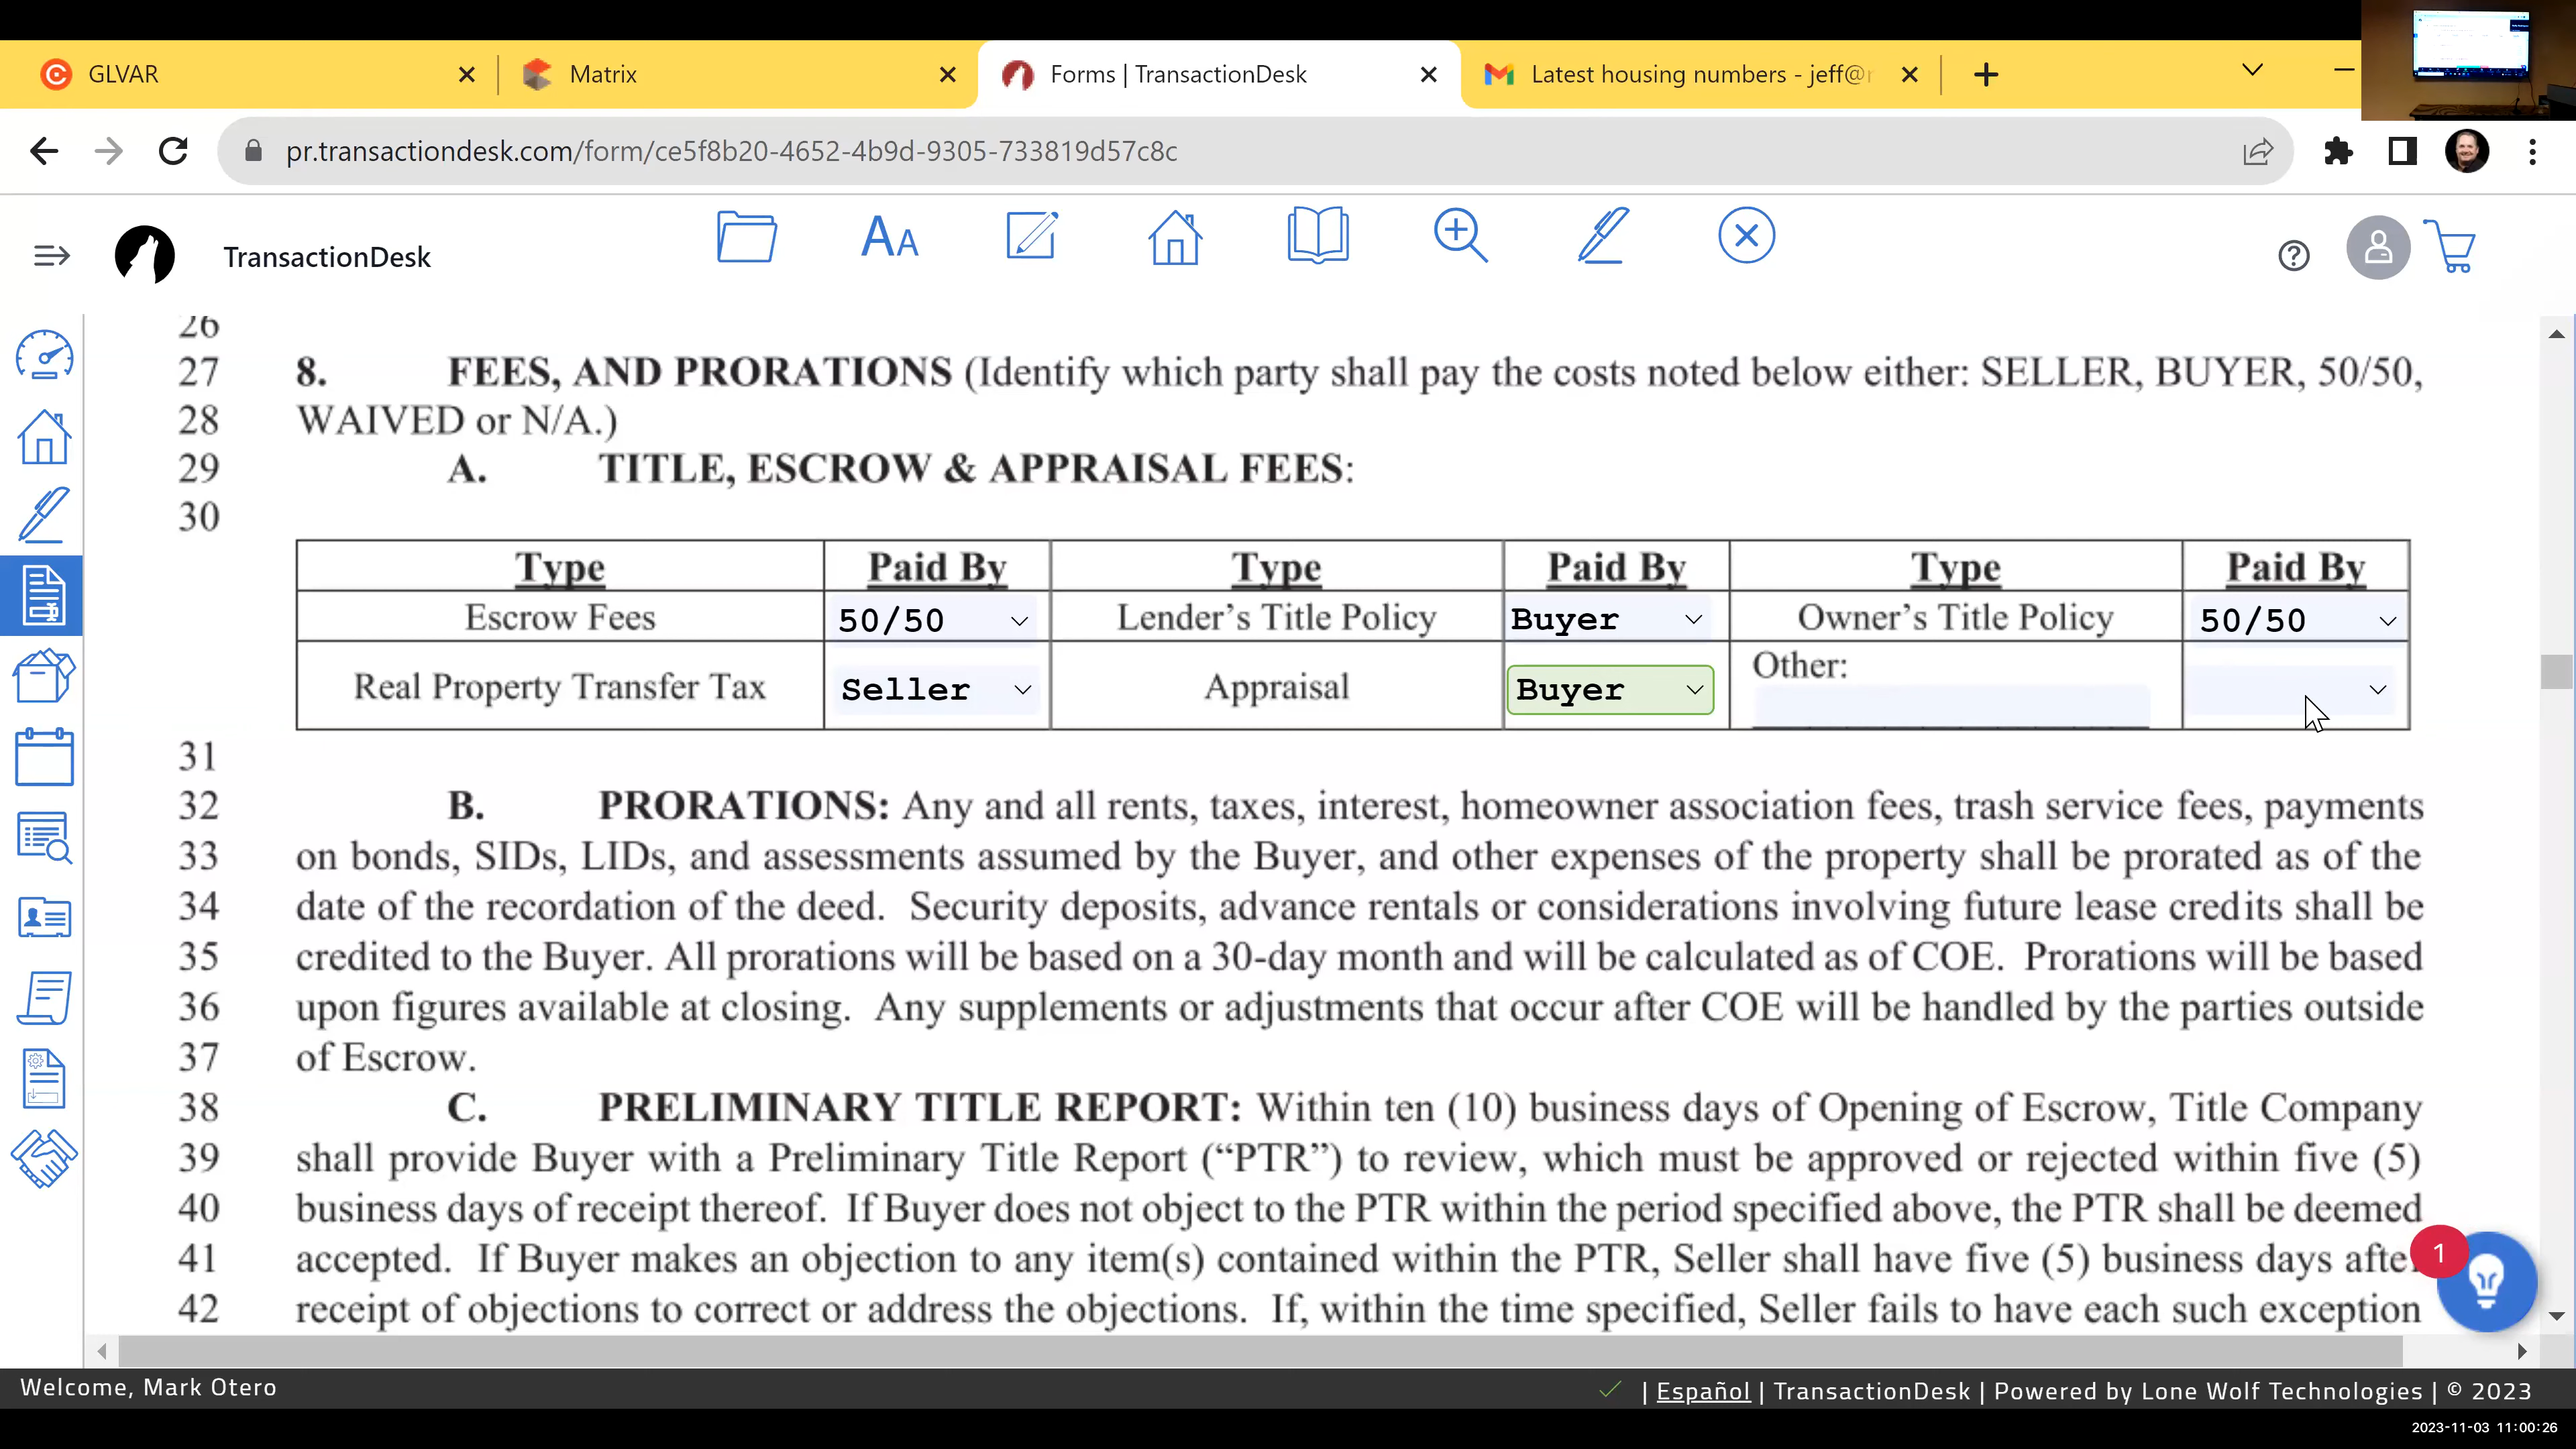 GLVAR
Matrix
Forms | TransactionDesk
Latest housing numbers - jeff@
pr.transactiondesk.com/form/ce5f8b20-4652-4b9d-9305-733819d57c8c
TransactionDesk
26
27 8. FEES, AND PRORATIONS (Identify which party shall pay the costs noted below either: SELLER, BUYER, 50/50,
28 WAIVED or N/A.)
29 A. TITLE, ESCROW & APPRAISAL FEES:
30
Type Paid By Type Paid By Type Paid By
Escrow Fees 50/50 Lender's Title Policy Buyer Owner's Title Policy 50/50
Real Property Transfer Tax Seller Appraisal Buyer Other:
31
32 B. PRORATIONS: Any and all rents, taxes, interest, homeowner association fees, trash service fees, payments
33 on bonds, SIDs, LIDs, and assessments assumed by the Buyer, and other expenses of the property shall be prorated as of the
34 date of the recordation of the deed. Security deposits, advance rentals or considerations involving future lease credits shall be
35 credited to the Buyer. All prorations will be based on a 30-day month and will be calculated as of COE. Prorations will be based
36 upon figures available at closing. Any supplements or adjustments that occur after COE will be handled by the parties outside
37 of Escrow.
38 C. PRELIMINARY TITLE REPORT: Within ten (10) business days of Opening of Escrow, Title Company
39 shall provide Buyer with a Preliminary Title Report (“PTR”) to review, which must be approved or rejected within five (5)
40 business days of receipt thereof. If Buyer does not object to the PTR within the period specified above, the PTR shall be deemed
41 accepted. If Buyer makes an objection to any item(s) contained within the PTR, Seller shall have five (5) business days after
42 receipt of objections to correct or address the objections. If, within the time specified, Seller fails to have each such exception
1
Welcome, Mark Otero
| Español | TransactionDesk | Powered by Lone Wolf Technologies | © 2023
2023-11-03 11:00:26